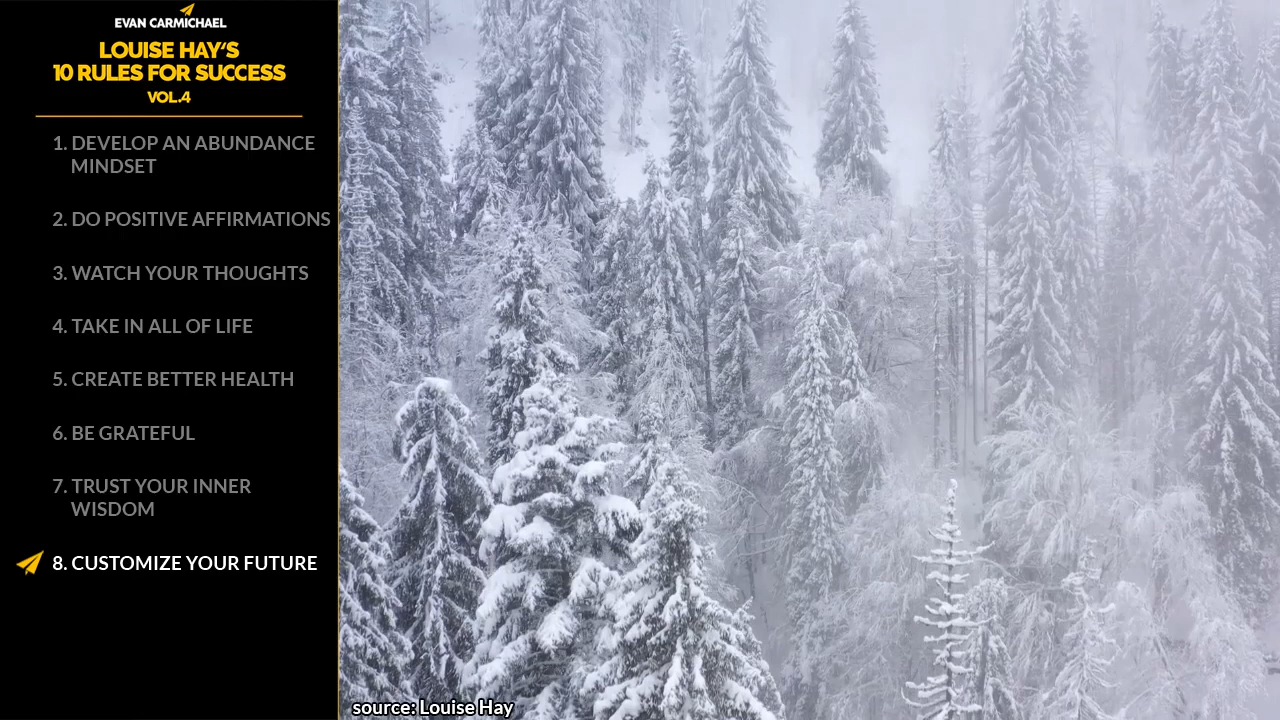 EVAN CARMICHAEL
LOUISE HAY'S
10 RULES FOR SUCCESS
VOL.4
1. DEVELOP AN ABUNDANCE
MINDSET
2. DO POSITIVE AFFIRMATIONS
3. WATCH YOUR THOUGHTS
4. TAKE IN ALL OF LIFE
5. CREATE BETTER HEALTH
6. BE GRATEFUL
7. TRUST YOUR INNER
WISDOM
8. CUSTOMIZE YOUR FUTURE
source: Louise Hay